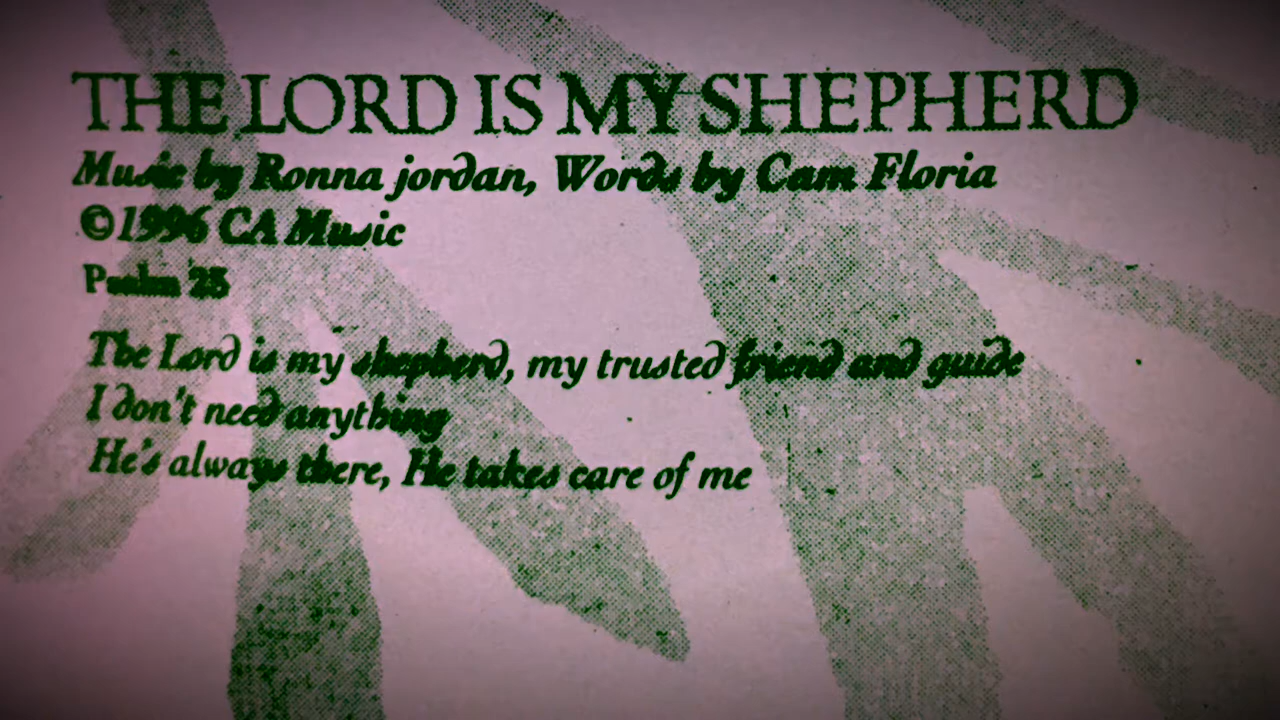 THE LORD IS MY SHEPHERD
Music by Ronna jordan, Words by Cam Floria
©1996 CA Music
Psalm 23
The Lord is my shepherd, my trusted friend and guide
I don't need anything
He's always there, He takes care of me